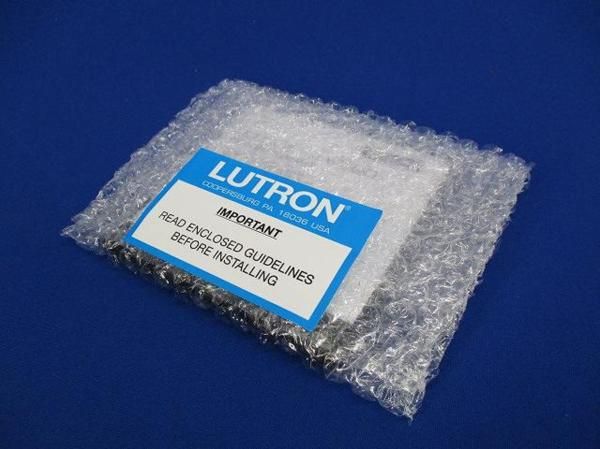 LUTRON®
COOPERSBURG PA 18036 USA
IMPORTANT
READ ENCLOSED GUIDELINES
BEFORE INSTALLING